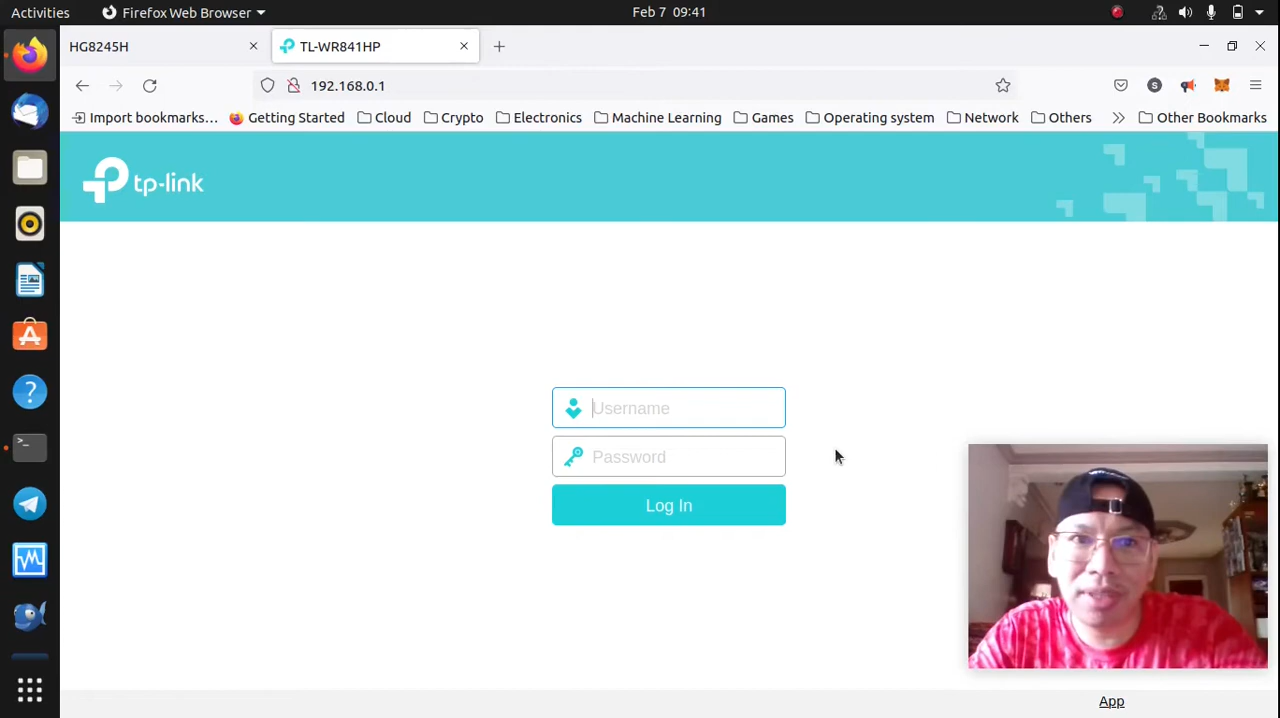 Activities
Firefox Web Browser
Feb 7 09:41
HG8245H
TL-WR841HP
192.168.0.1
S
Import bookmarks...
Getting Started
Cloud
Crypto
Electronics
Machine Learning
Games
Operating system
Network
Others
Other Bookmarks
tp-link
Username
Password
Log In
App